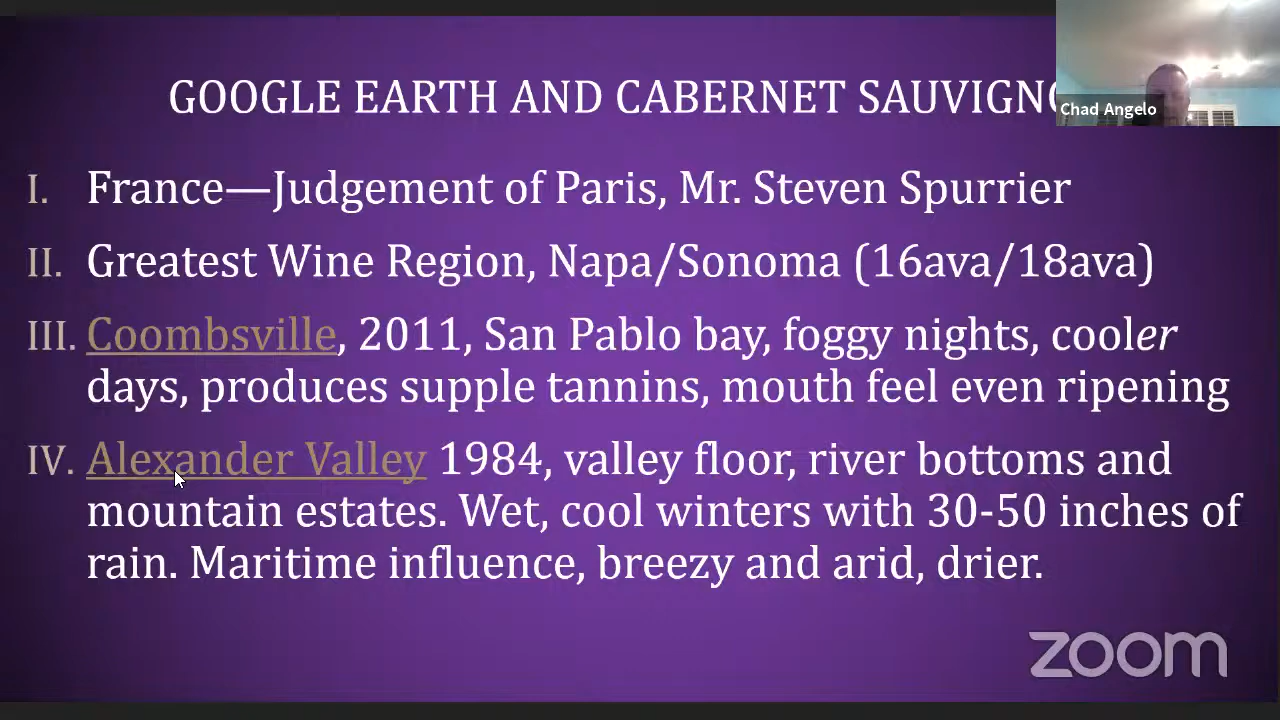 GOOGLE EARTH AND CABERNET
Chad Angelo
I. France—Judgement of Paris, Mr. Steven Spurrier
II. Greatest Wine Region, Napa/Sonoma (16ava/18ava)
III. Coombsville, 2011, San Pablo bay, foggy nights, cooler
days, produces supple tannins, mouth feel even ripening
IV. Alexander Valley 1984, valley floor, river bottoms and
mountain estates. Wet, cool winters with 30-50 inches of
rain. Maritime influence, breezy and arid, drier.
zoom